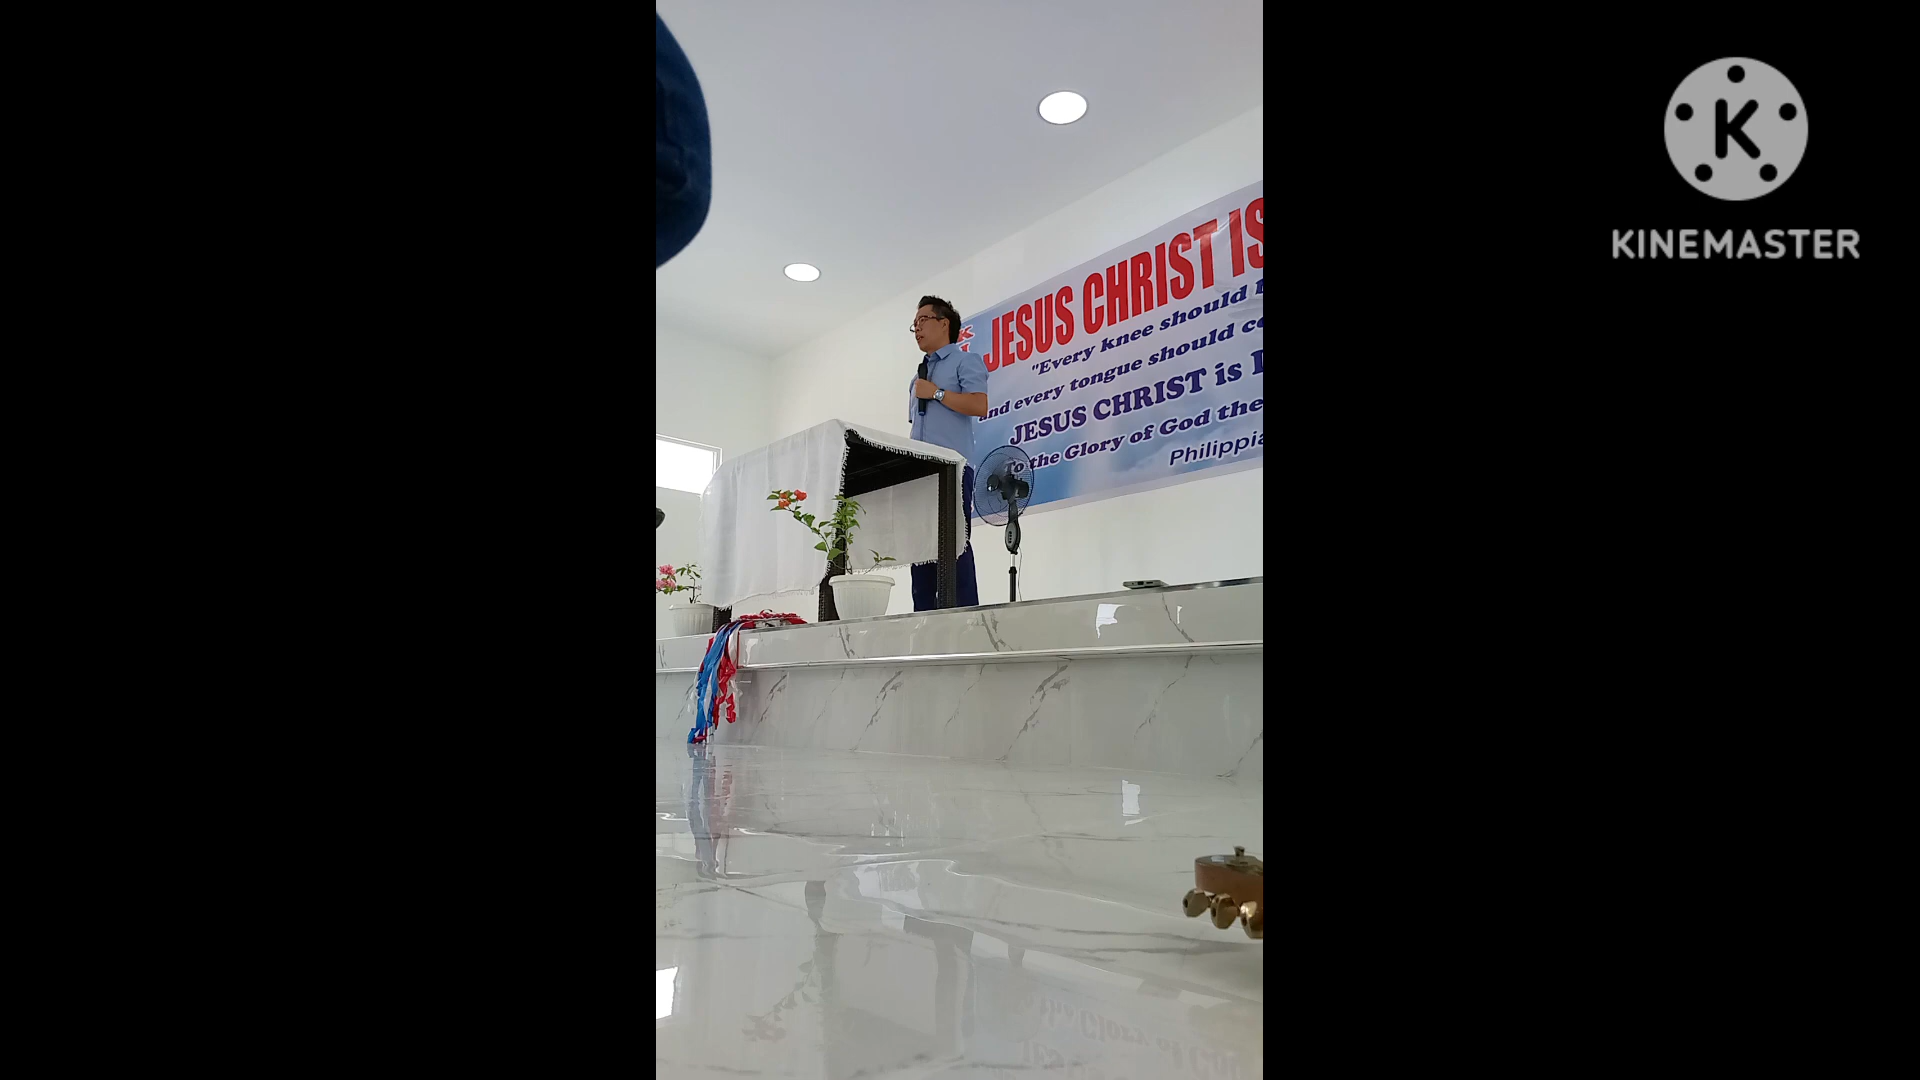 K
KINEMASTER
JESUS CHRIST IS
"Every knee should
and every tongue should
JESUS CHRIST is
To the Glory of God the